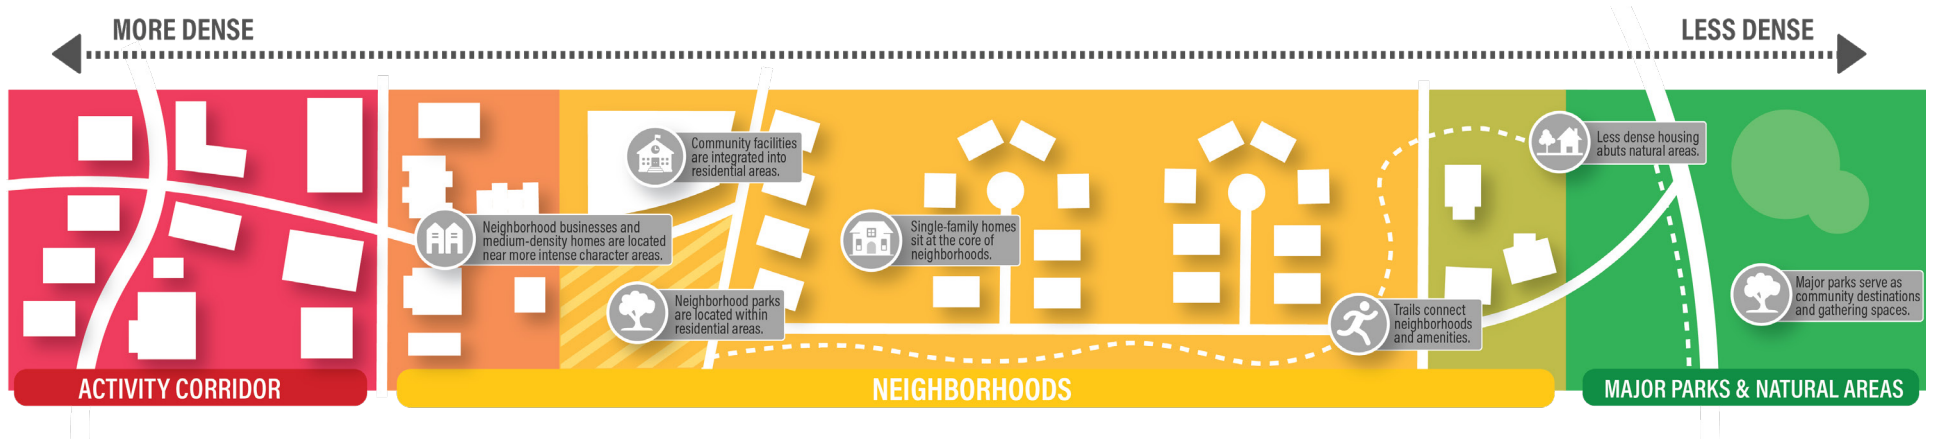 MORE DENSE
LESS DENSE
Community facilities
are integrated into
residential areas.
Less dense housing
abuts natural areas.
Neighborhood businesses and
medium-density homes are located
near more intense character areas.
Single-family homes
sit at the core of
neighborhoods.
Neighborhood parks
are located within
residential areas.
Trails connect
neighborhoods
and amenities.
Major parks serve as
community destinations
and gathering spaces.
ACTIVITY CORRIDOR
NEIGHBORHOODS
MAJOR PARKS & NATURAL AREAS